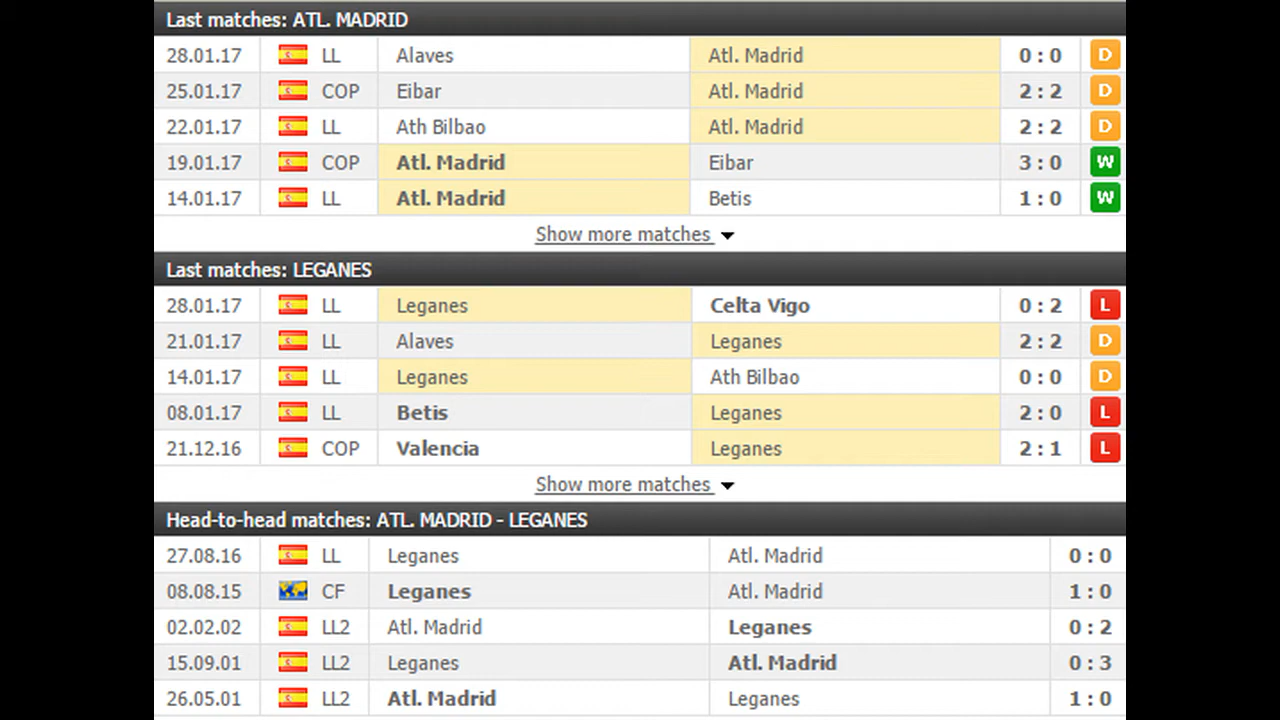 Last matches: ATL. MADRID
28.01.17 LL Alaves Atl. Madrid 0 : 0 D
25.01.17 COP Eibar Atl. Madrid 2 : 2 D
22.01.17 LL Ath Bilbao Atl. Madrid 2 : 2 D
19.01.17 COP Atl. Madrid Eibar 3 : 0 W
14.01.17 LL Atl. Madrid Betis 1 : 0 W
Show more matches
Last matches: LEGANES
28.01.17 LL Leganes Celta Vigo 0 : 2 L
21.01.17 LL Alaves Leganes 2 : 2 D
14.01.17 LL Leganes Ath Bilbao 0 : 0 D
08.01.17 LL Betis Leganes 2 : 0 L
21.12.16 COP Valencia Leganes 2 : 1 L
Show more matches
Head-to-head matches: ATL. MADRID - LEGANES
27.08.16 LL Leganes Atl. Madrid 0 : 0
08.08.15 CF Leganes Atl. Madrid 1 : 0
02.02.02 LL2 Atl. Madrid Leganes 0 : 2
15.09.01 LL2 Leganes Atl. Madrid 0 : 3
26.05.01 LL2 Atl. Madrid Leganes 1 : 0